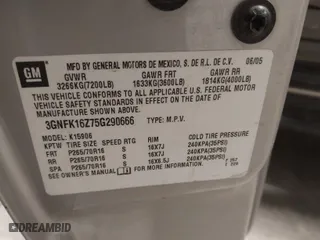 GM
MFD BY GENERAL MOTORS DE MEXICO, S. DE R.L. DE C.V. 06/05
GVWR GAWR FRT GAWR RR
3266KG(7200LB) 1633KG(3600LB) 1814KG(4000LB)
THIS VEHICLE CONFORMS TO ALL APPLICABLE U.S. FEDERAL MOTOR
VEHICLE SAFETY STANDARDS IN EFFECT ON THE DATE OF
MANUFACTURE SHOWN ABOVE.
3GNFK16Z75G290666 TYPE: M.P.V.
MODEL: K15906
KPTW TIRE SIZE SPEED RTG RIM COLD TIRE PRESSURE
FRT P265/70R16 S 16X7J 240KPA(35PSI)
RR P265/70R16 S 16X7J 240KPA(35PSI)
SPA P265/70R16 S 16X6.5J 240KPA(35PSI)
SEE OWNER'S MANUAL FOR ADDITIONAL INFORMATION